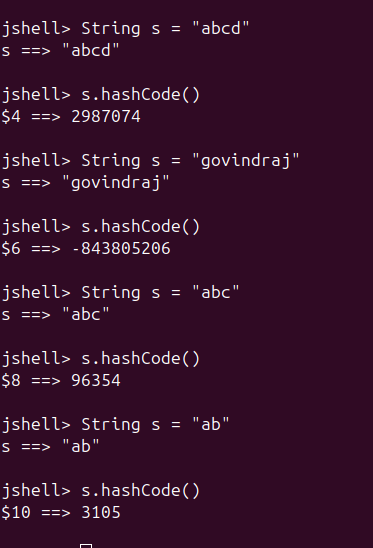 jshell> String s = "abcd"
s ==> "abcd"
jshell> s.hashCode()
$4 ==> 2987074
jshell> String s = "govindraj"
s ==> "govindraj"
jshell> s.hashCode()
$6 ==> -843805206
jshell> String s = "abc"
s ==> "abc"
jshell> s.hashCode()
$8 ==> 96354
jshell> String s = "ab"
s ==> "ab"
jshell> s.hashCode()
$10 ==> 3105